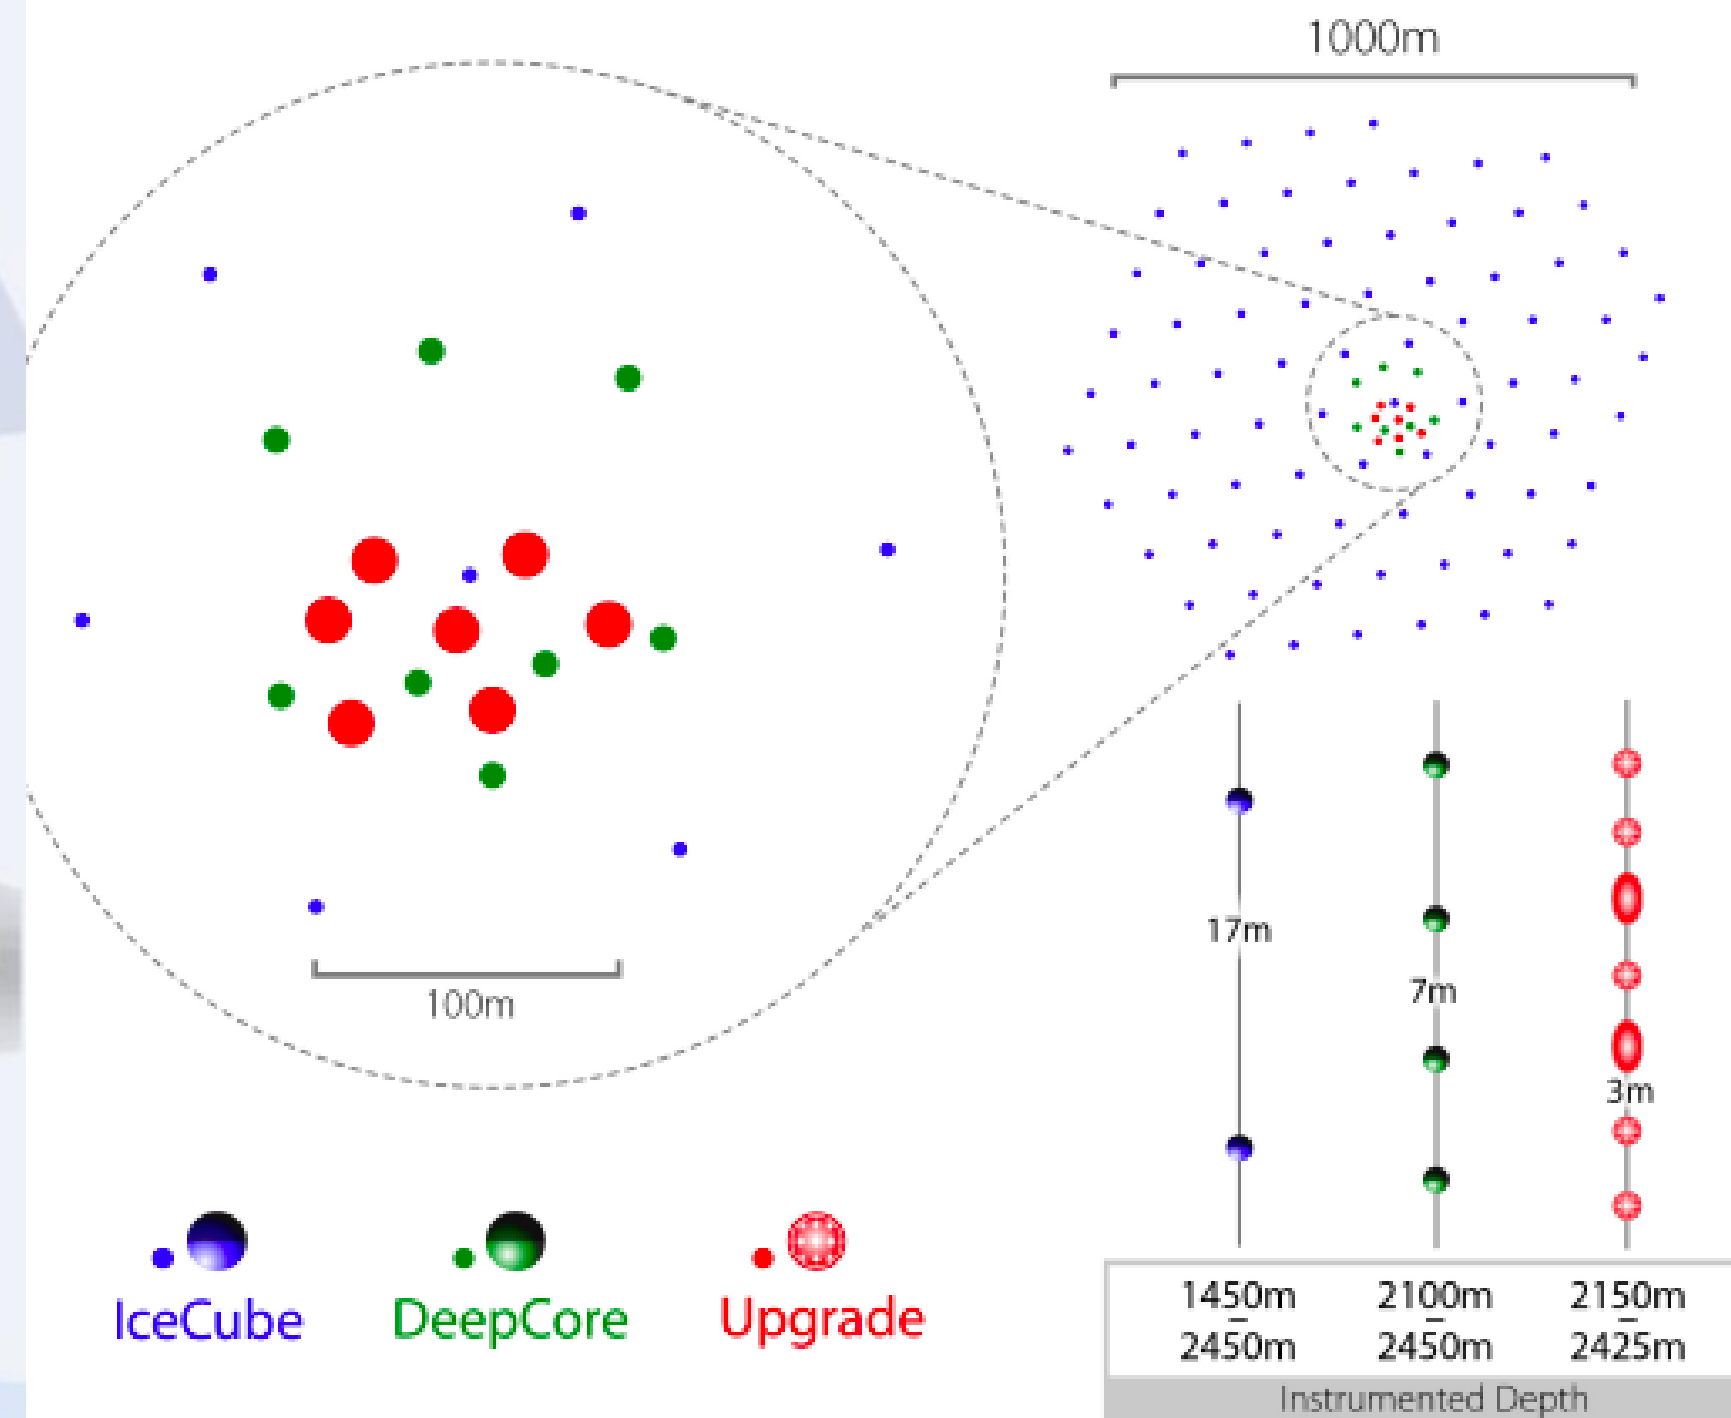 1000m
100m
17m
7m
3m
IceCube
DeepCore
Upgrade
1450m
–
2450m
2100m
–
2450m
2150m
–
2425m
Instrumented Depth